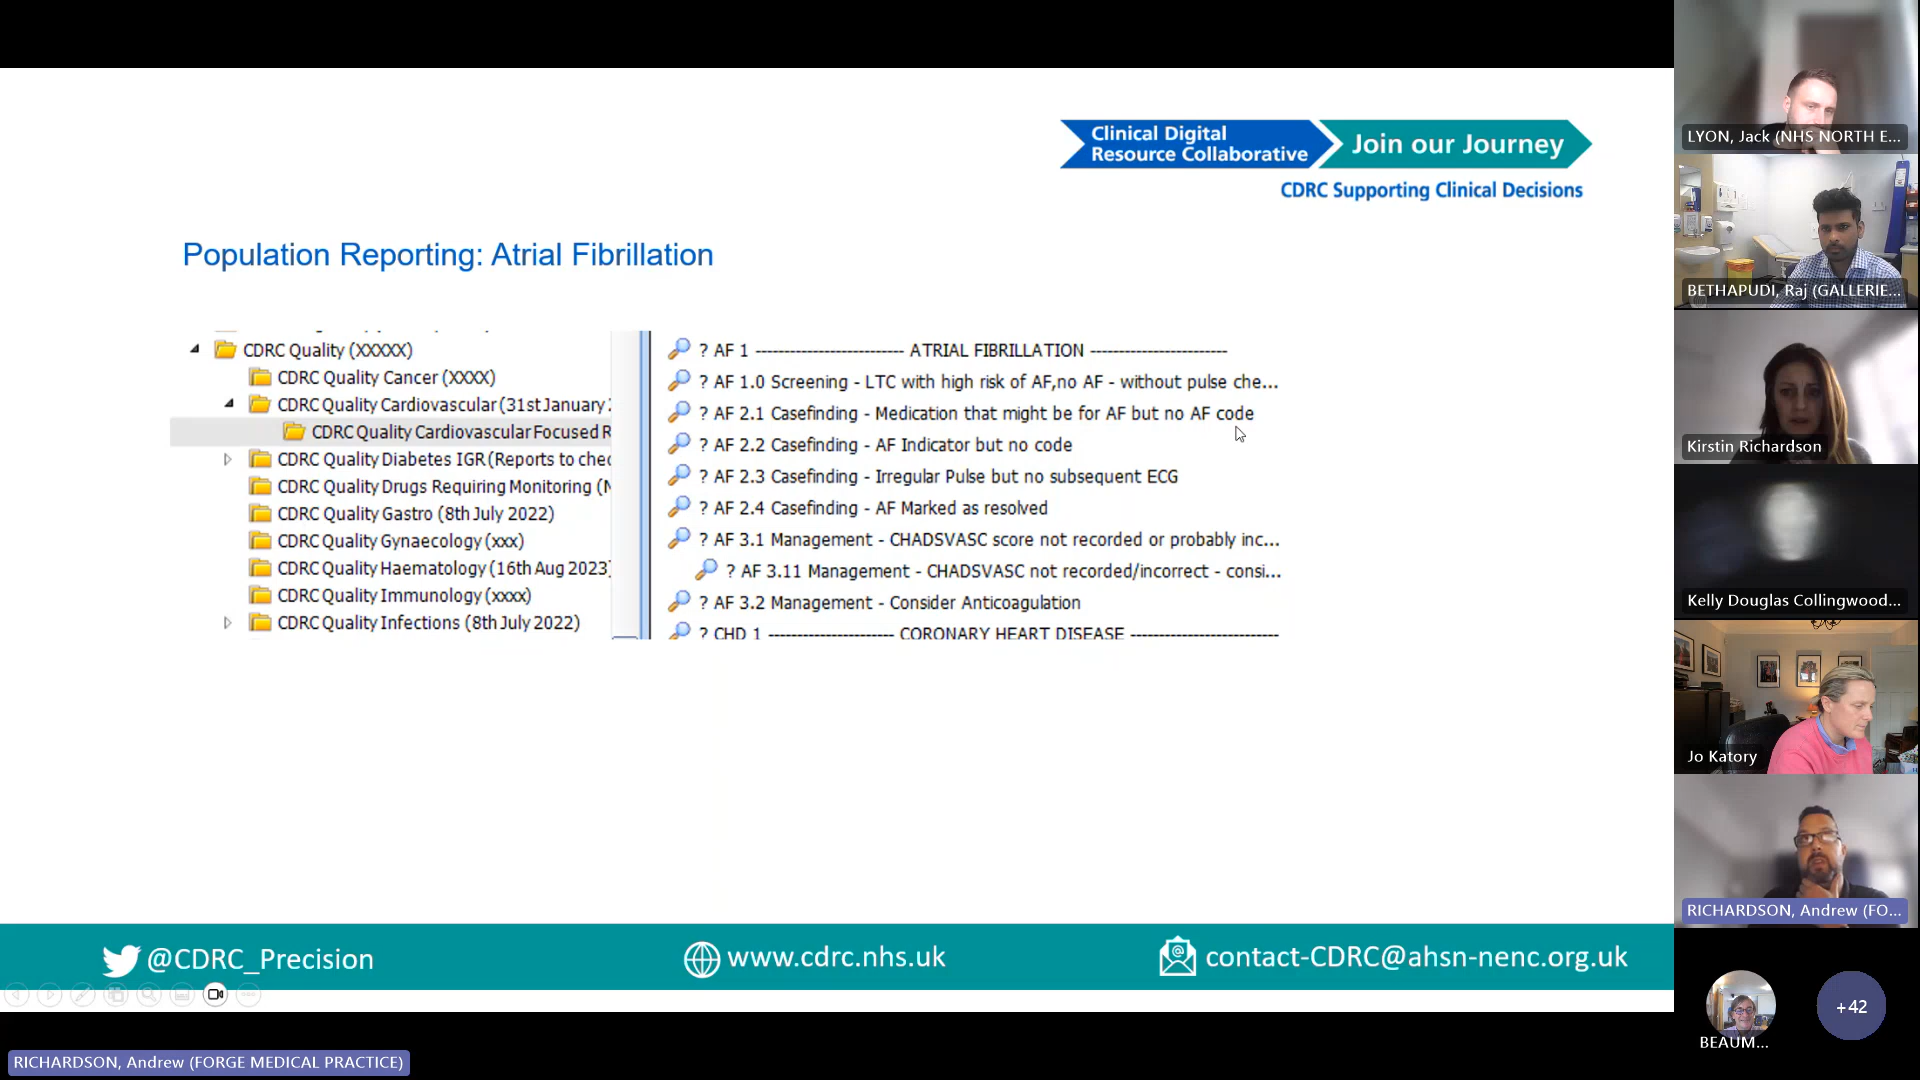 Clinical Digital
Resource Collaborative
Join our Journey
CDRC Supporting Clinical Decisions
Population Reporting: Atrial Fibrillation
CDRC Quality (XXXXX)
CDRC Quality Cancer (XXXX)
CDRC Quality Cardiovascular (31st January
CDRC Quality Cardiovascular Focused R
CDRC Quality Diabetes IGR (Reports to chec
CDRC Quality Drugs Requiring Monitoring (N
CDRC Quality Gastro (8th July 2022)
CDRC Quality Gynaecology (xxx)
CDRC Quality Haematology (16th Aug 2023)
CDRC Quality Immunology (xxxx)
CDRC Quality Infections (8th July 2022)
? AF 1 -------------------------- ATRIAL FIBRILLATION ------------------------
? AF 1.0 Screening - LTC with high risk of AF,no AF - without pulse che...
? AF 2.1 Casefinding - Medication that might be for AF but no AF code
? AF 2.2 Casefinding - AF Indicator but no code
? AF 2.3 Casefinding - Irregular Pulse but no subsequent ECG
? AF 2.4 Casefinding - AF Marked as resolved
? AF 3.1 Management - CHADSVASC score not recorded or probably inc...
? AF 3.11 Management - CHADSVASC not recorded/incorrect - consi...
? AF 3.2 Management - Consider Anticoagulation
? CHD 1 ---------------------- CORONARY HEART DISEASE --------------------------
@CDRC_Precision
www.cdrc.nhs.uk
contact-CDRC@ahsn-nenc.org.uk
RICHARDSON, Andrew (FORGE MEDICAL PRACTICE)
LYON, Jack (NHS NORTH E...
BETHAPUDI, Raj (GALLERIE...
Kirstin Richardson
Kelly Douglas Collingwood...
Jo Katory
RICHARDSON, Andrew (FO...
BEAUM...
+42